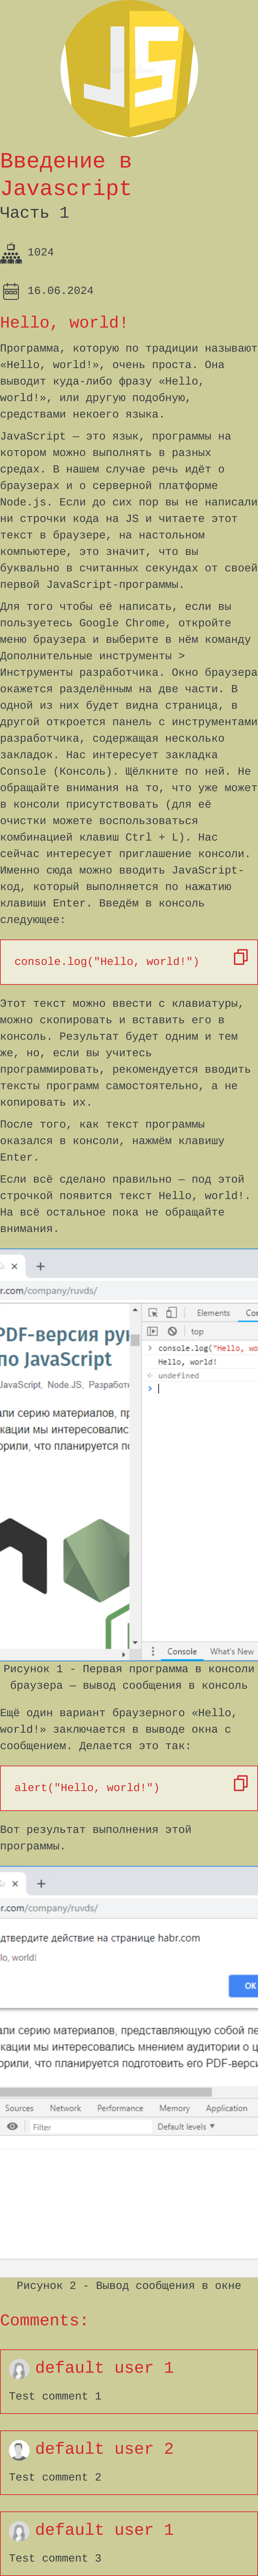 JS
Введение в
Javascript
Часть 1
1024
16.06.2024
Hello, world!
Программа, которую по традиции называют
«Hello, world!», очень проста. Она
выводит куда-либо фразу «Hello,
world!», или другую подобную,
средствами некоего языка.
JavaScript — это язык, программы на
котором можно выполнять в разных
средах. В нашем случае речь идёт о
браузерах и о серверной платформе
Node.js. Если до сих пор вы не написали
ни строчки кода на JS и читаете этот
текст в браузере, на настольном
компьютере, это значит, что вы
буквально в считанных секундах от своей
первой JavaScript-программы.
Для того чтобы её написать, если вы
пользуетесь Google Chrome, откройте
меню браузера и выберите в нём команду
Дополнительные инструменты >
Инструменты разработчика. Окно браузера
окажется разделённым на две части. В
одной из них будет видна страница, в
другой откроется панель с инструментами
разработчика, содержащая несколько
закладок. Нас интересует закладка
Console (Консоль). Щёлкните по ней. Не
обращайте внимания на то, что уже может
в консоли присутствовать (для её
очистки можете воспользоваться
комбинацией клавиш Ctrl + L). Нас
сейчас интересует приглашение консоли.
Именно сюда можно вводить JavaScript-
код, который выполняется по нажатию
клавиши Enter. Введём в консоль
следующее:
console.log("Hello, world!")
Этот текст можно ввести с клавиатуры,
можно скопировать и вставить его в
консоль. Результат будет одним и тем
же, но, если вы учитесь
программировать, рекомендуется вводить
тексты программ самостоятельно, а не
копировать их.
После того, как текст программы
оказался в консоли, нажмём клавишу
Enter.
Если всё сделано правильно — под этой
строчкой появится текст Hello, world!.
На всё остальное пока не обращайте
внимания.
br.com/company/ruvds/
Elements Con
top
PDF-версия рук
по JavaScript
console.log("Hello, wo
Hello, world!
undefined
JavaScript, Node.JS, Разработ
али серию материалов, пр
кации мы интересовались
орили, что планируется по
Console What's New
Рисунок 1 - Первая программа в консоли
браузера — вывод сообщения в консоль
Ещё один вариант браузерного «Hello,
world!» заключается в выводе окна с
сообщением. Делается это так:
alert("Hello, world!")
Вот результат выполнения этой
программы.
r.com/company/ruvds/
дтвердите действие на странице habr.com
lo, world!
ОК
али серию материалов, представляющую собой пе
кации мы интересовались мнением аудитории о ц
орили, что планируется подготовить его PDF-верси
Sources Network Performance Memory Application
Filter Default levels
Рисунок 2 - Вывод сообщения в окне
Comments:
default user 1
Test comment 1
default user 2
Test comment 2
default user 1
Test comment 3